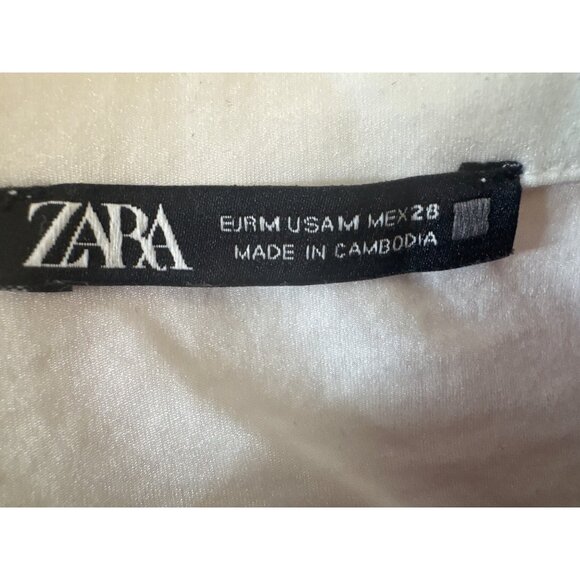 ZARA
EUR M USA M MEX 28
MADE IN CAMBODIA